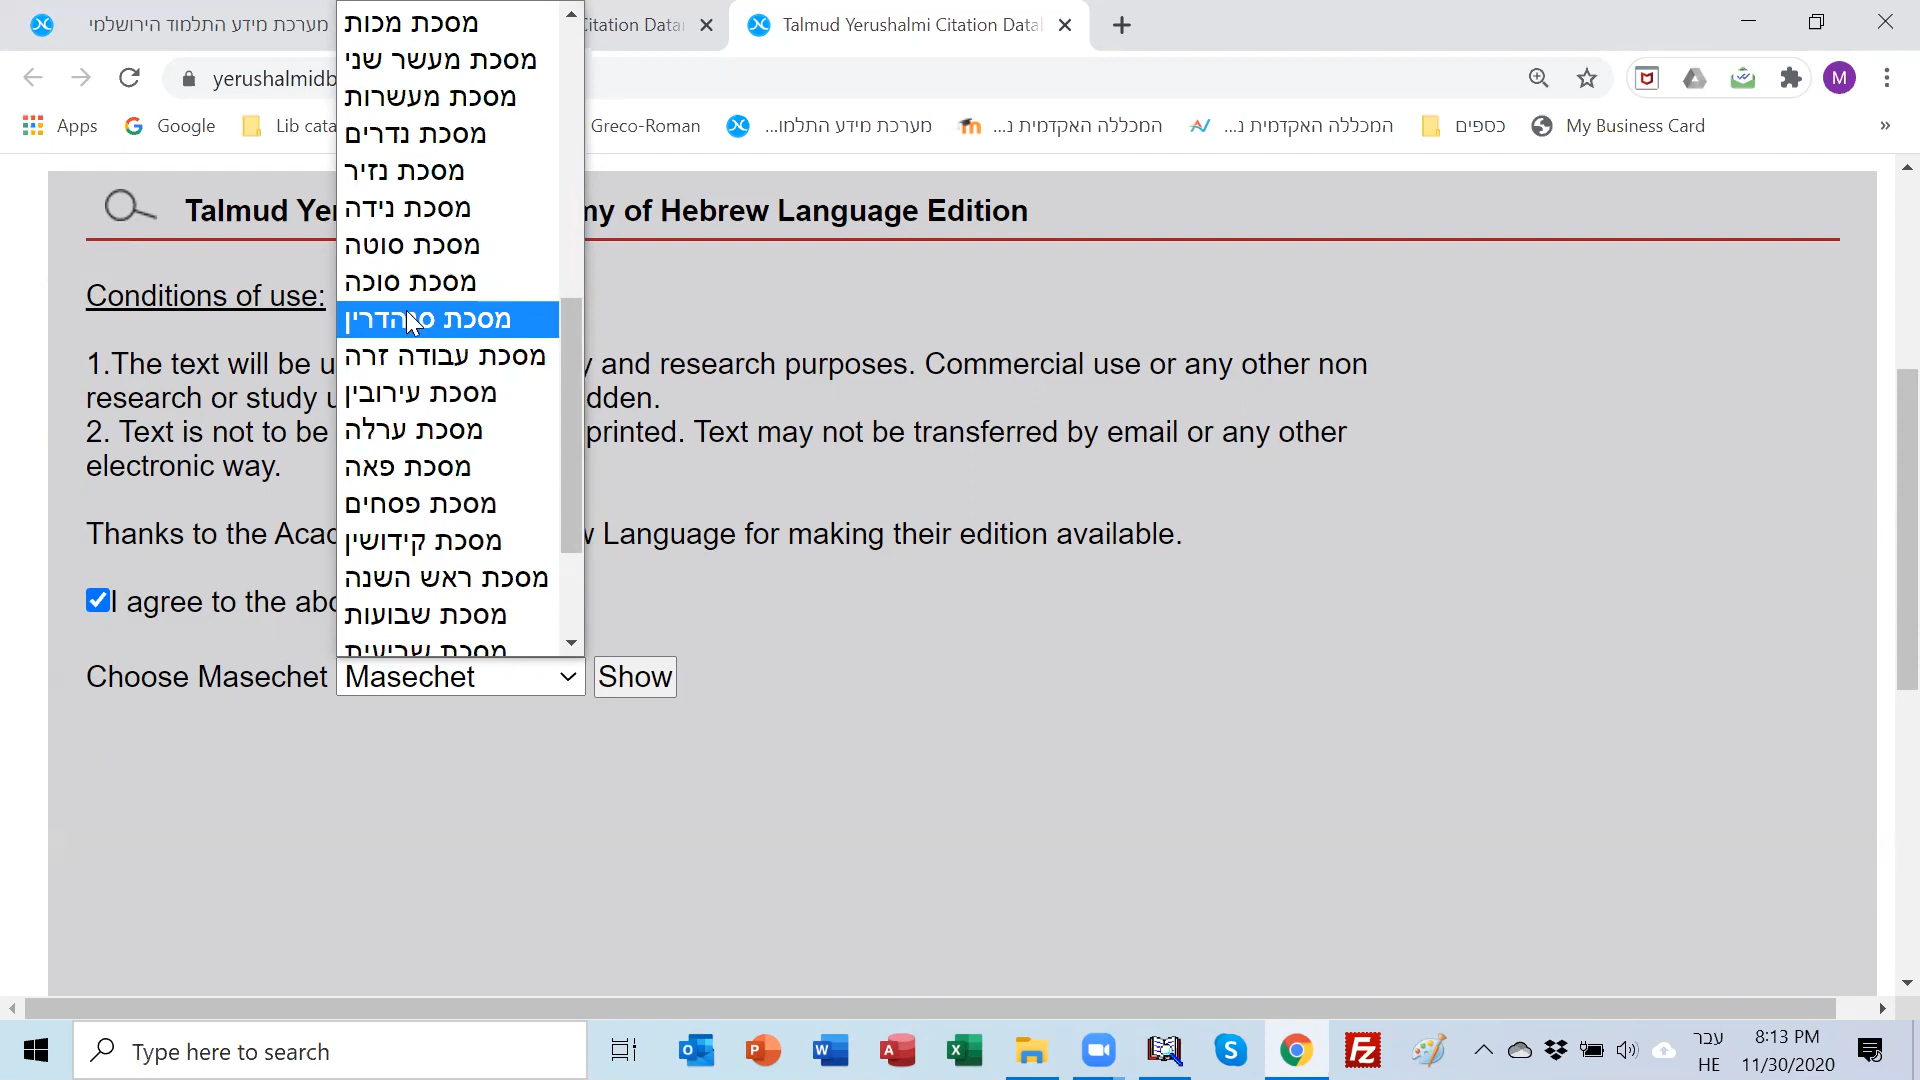 מערכת מידע התלמוד הירושלמי
Citation Data
Talmud Yerushalmi Citation Data
yerushalmidb
M
Apps
Google
Lib cata
Greco-Roman
מערכת מידע התלמו...
המכללה האקדמית נ...
המכללה האקדמית נ...
כספים
My Business Card
»
מסכת מכות
מסכת מעשר שני
מסכת מעשרות
מסכת נדרים
מסכת נזיר
מסכת נידה
מסכת סוטה
מסכת סוכה
מסכת סנהדרין
מסכת עבודה זרה
מסכת עירובין
מסכת ערלה
מסכת פאה
מסכת פסחים
מסכת קידושין
מסכת ראש השנה
מסכת שבועות
מסכת שביעית
Talmud Yer my of Hebrew Language Edition
Conditions of use:
1.The text will be u y and research purposes. Commercial use or any other non
research or study u dden.
2. Text is not to be printed. Text may not be transferred by email or any other
electronic way.
Thanks to the Acad w Language for making their edition available.
I agree to the abo
Choose Masechet Masechet Show
Type here to search
עבר
HE
8:13 PM
11/30/2020